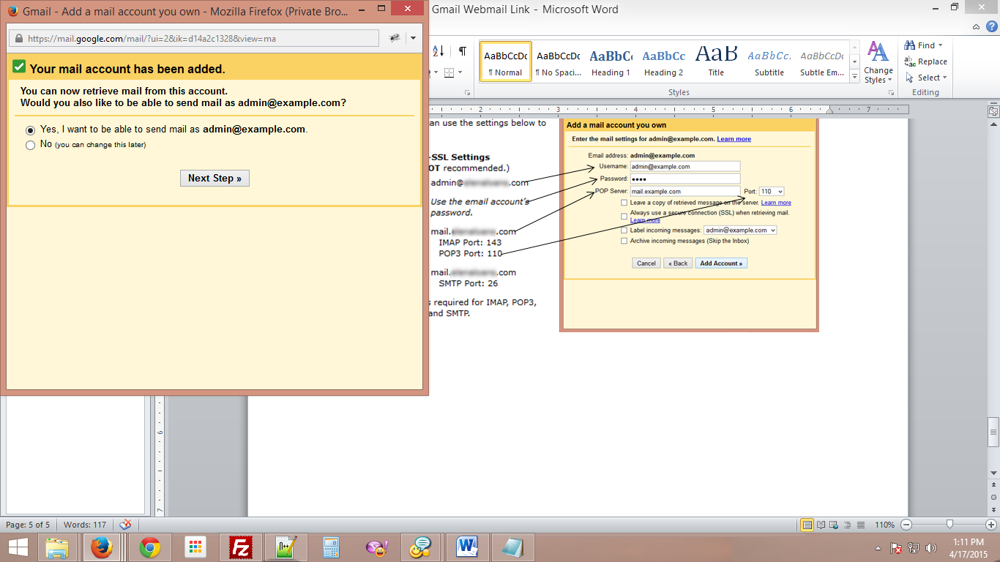 Gmail - Add a mail account you own - Mozilla Firefox (Private Bro...
https://mail.google.com/mail/?ui=2&ik=d14a2c1328&view=ma
Your mail account has been added.
You can now retrieve mail from this account.
Would you also like to be able to send mail as admin@example.com?
Yes, I want to be able to send mail as admin@example.com.
No (you can change this later)
Next Step »
Gmail Webmail Link - Microsoft Word
AaBbCcDc AaBbCcDc AaBbC AaBbCc AaB AaBbCc. AaBbCcDc
¶ Normal ¶ No Spaci... Heading 1 Heading 2 Title Subtitle Subtle Em...
Change
Styles
Styles
Find
Replace
Select
Editing
2 3 4 5 6 7
can use the settings below to
-SSL Settings
recommended.)
admin@ .com
Use the email account's
password.
mail. .com
IMAP Port: 143
POP3 Port: 110
mail. .com
SMTP Port: 26
required for IMAP, POP3,
and SMTP.
Add a mail account you own
Enter the mail settings for admin@example.com. Learn more
Email address: admin@example.com
Username: admin@example.com
Password: ●●●●
POP Server: mail.example.com Port: 110
Leave a copy of retrieved message on the server. Learn more
Always use a secure connection (SSL) when retrieving mail.
Learn more
Label incoming messages: admin@example.com
Archive incoming messages (Skip the Inbox)
Cancel « Back Add Account »
6
7
Page: 5 of 5 Words: 117 110%
1:11 PM
4/17/2015